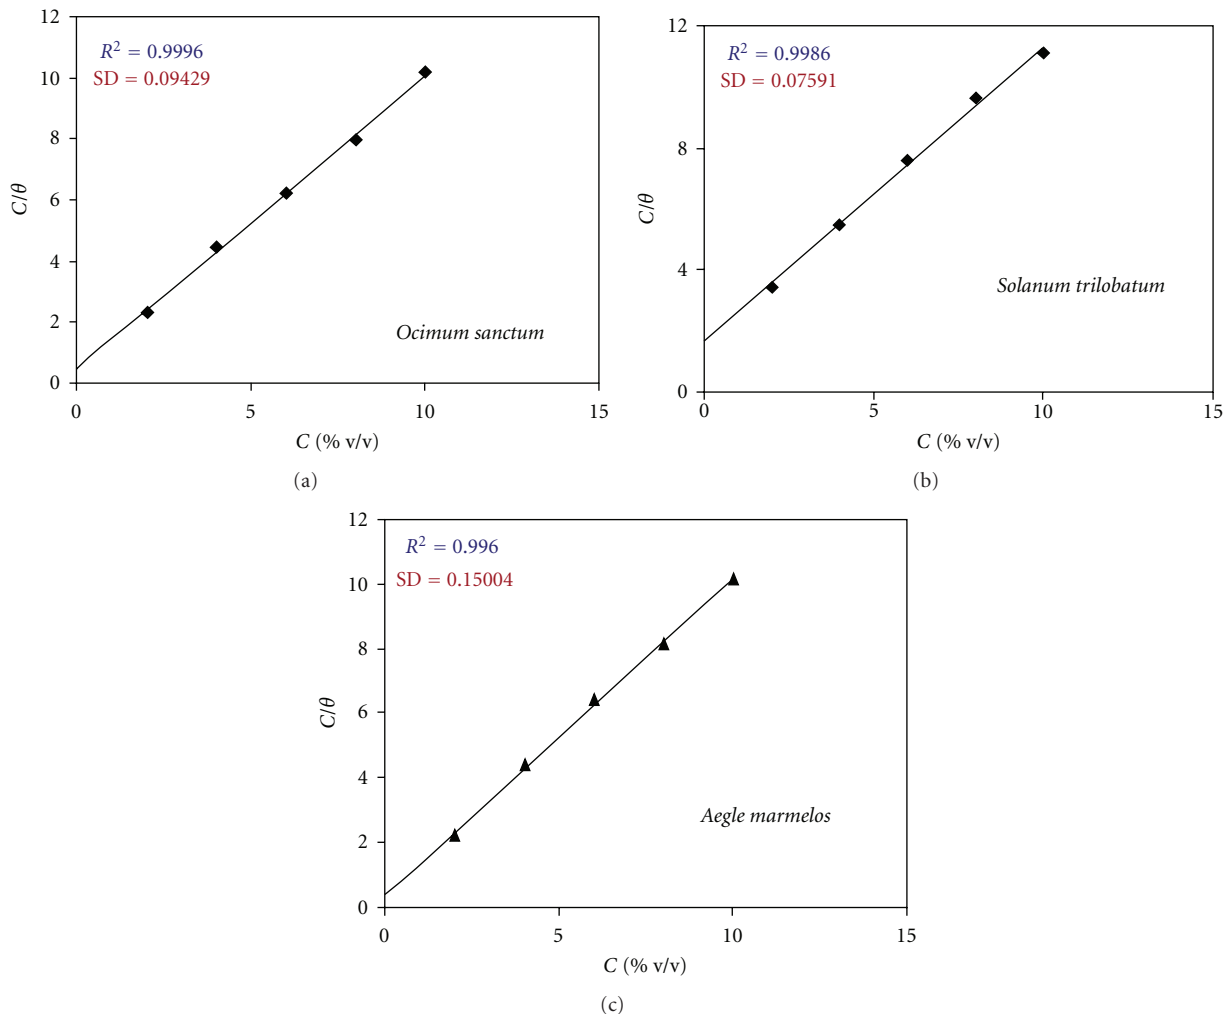 12
10
8
6
4
2
0
C/θ
R² = 0.9996
SD = 0.09429
Ocimum sanctum
0 5 10 15
C (% v/v)
(a)
12
8
4
0
C/θ
R² = 0.9986
SD = 0.07591
Solanum trilobatum
0 5 10 15
C (% v/v)
(b)
12
10
8
6
4
2
0
C/θ
R² = 0.996
SD = 0.15004
Aegle marmelos
0 5 10 15
C (% v/v)
(c)